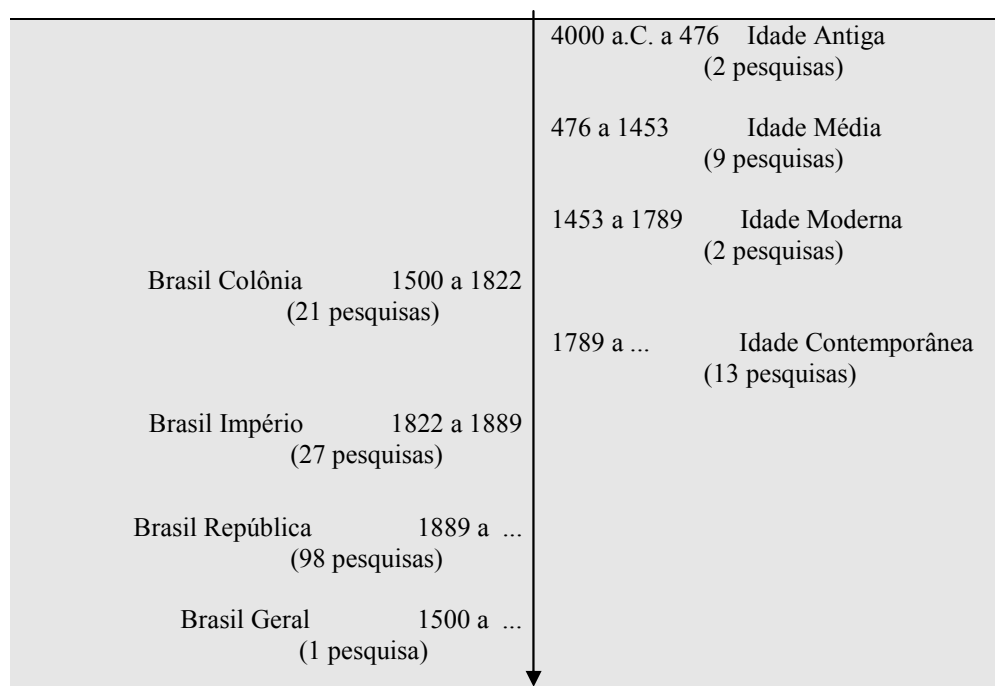 4000 a.C. a 476 Idade Antiga
(2 pesquisas)
476 a 1453 Idade Média
(9 pesquisas)
1453 a 1789 Idade Moderna
(2 pesquisas)
Brasil Colônia 1500 a 1822
(21 pesquisas)
1789 a ... Idade Contemporânea
(13 pesquisas)
Brasil Império 1822 a 1889
(27 pesquisas)
Brasil República 1889 a ...
(98 pesquisas)
Brasil Geral 1500 a ...
(1 pesquisa)